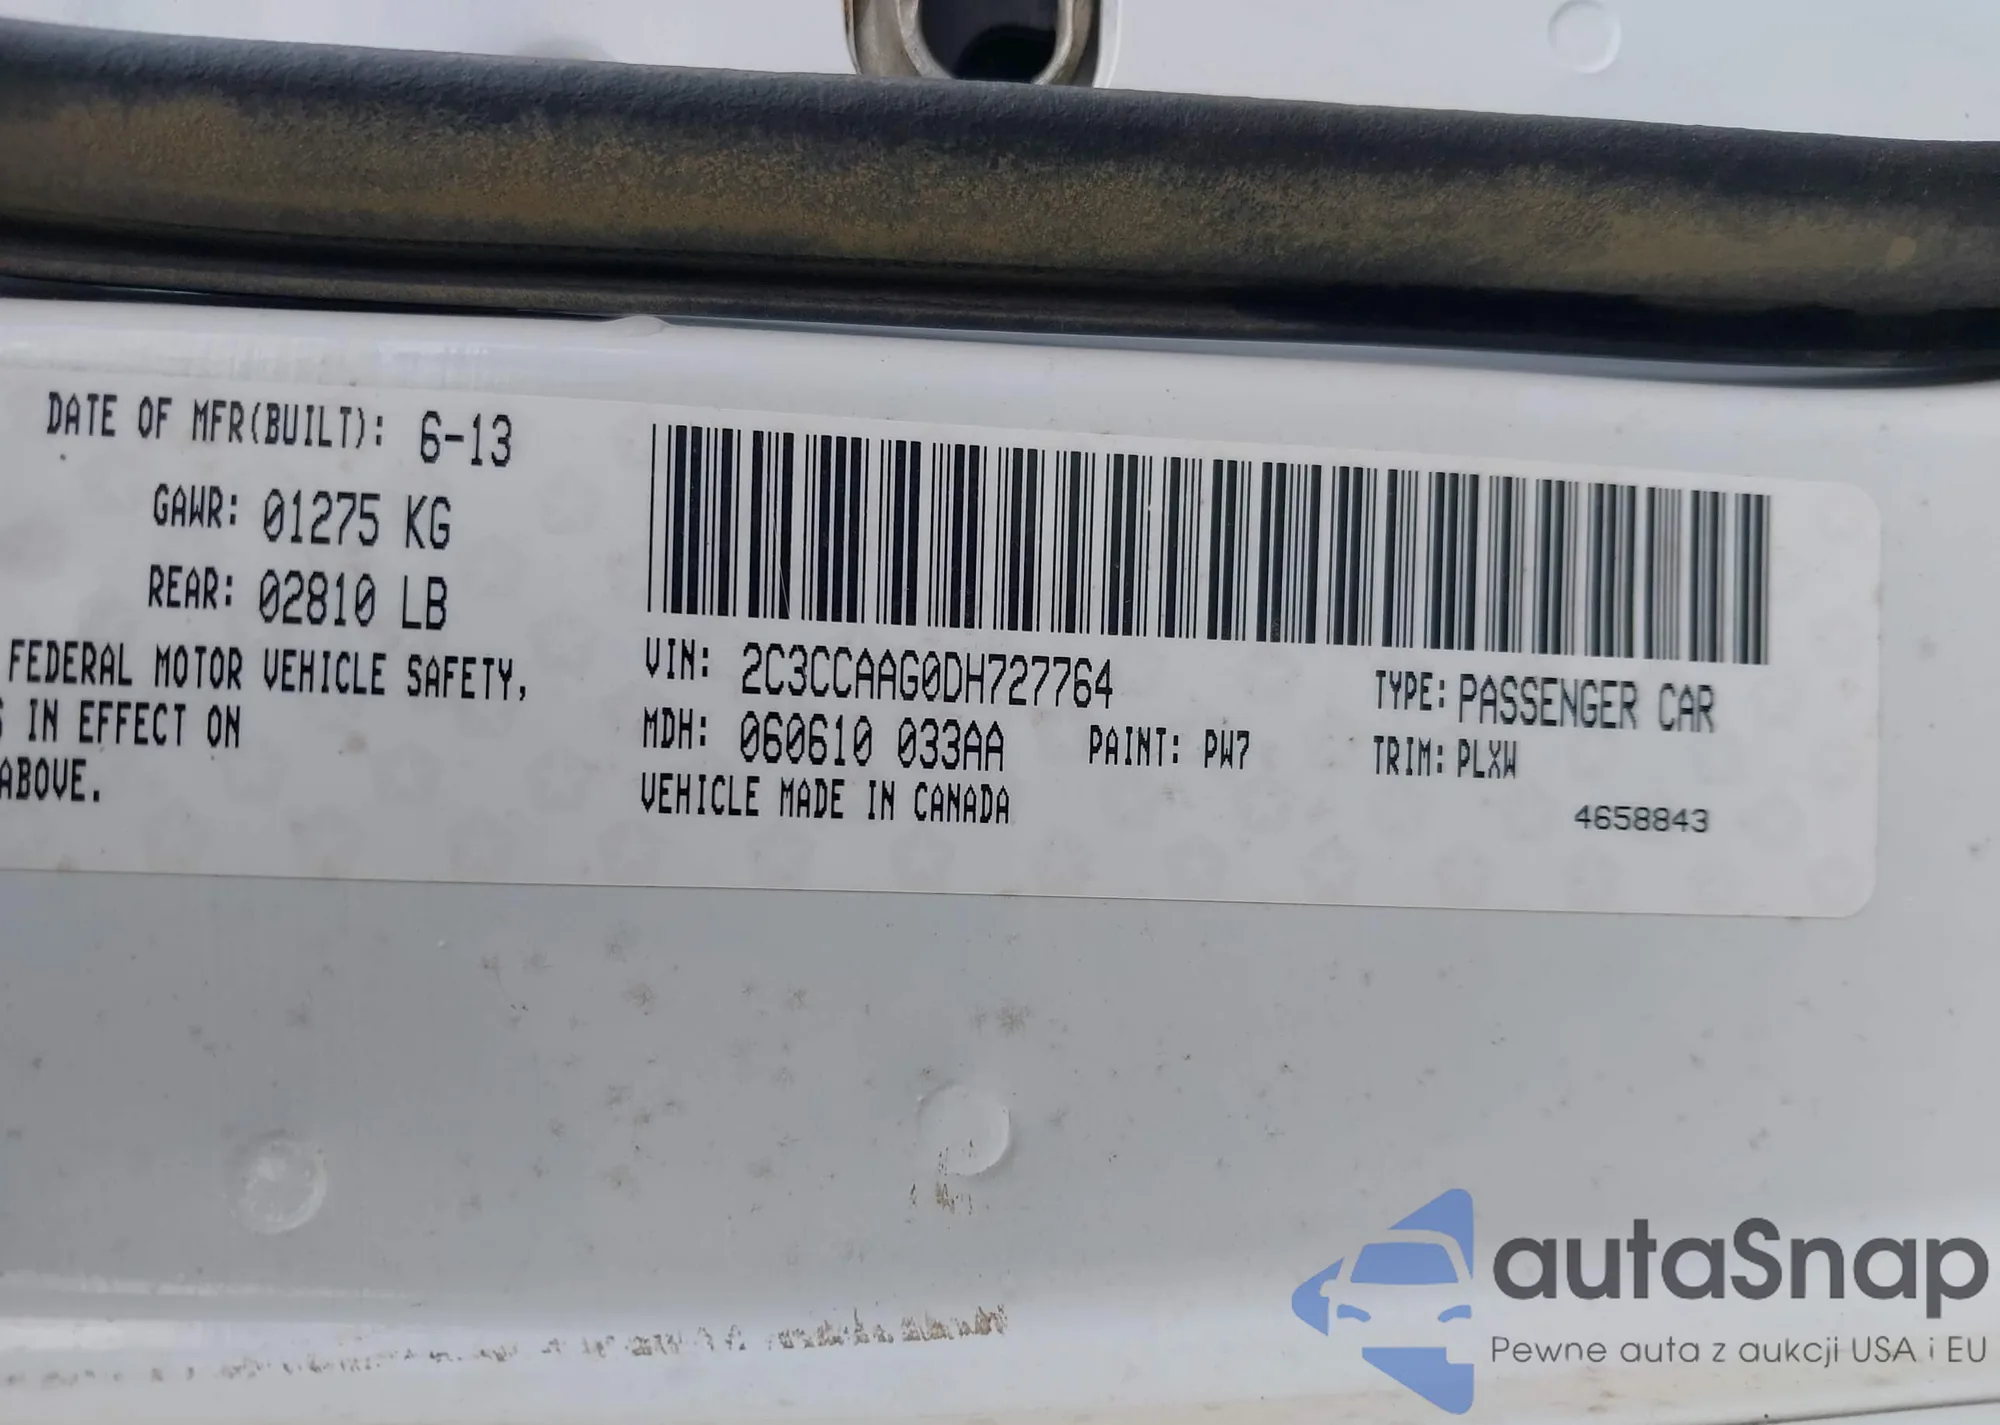 DATE OF MFR(BUILT): 6-13
GAWR: 01275 KG
REAR: 02810 LB
FEDERAL MOTOR VEHICLE SAFETY,
IN EFFECT ON
ABOVE.
VIN: 2C3CCAAG0DH727764
TYPE: PASSENGER CAR
MDH: 060610 033AA PAINT: PW7
TRIM: PLXW
VEHICLE MADE IN CANADA
4658843
autaSnap
Pewne auta z aukcji USA i EU